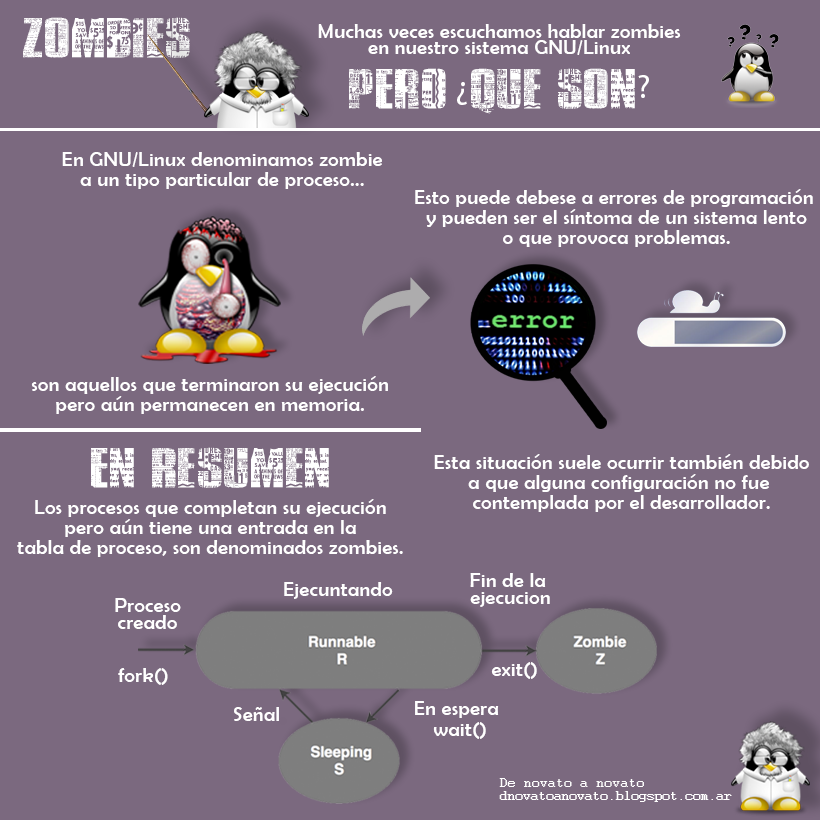 ZOMBIES
Muchas veces escuchamos hablar zombies
en nuestro sistema GNU/Linux
PERO ¿QUE SON?
En GNU/Linux denominamos zombie
a un tipo particular de proceso...
son aquellos que terminaron su ejecución
pero aún permanecen en memoria.
Esto puede debese a errores de programación
y pueden ser el síntoma de un sistema lento
o que provoca problemas.
error
Esta situación suele ocurrir también debido
a que alguna configuración no fue
contemplada por el desarrollador.
EN RESUMEN
Los procesos que completan su ejecución
pero aún tiene una entrada en la
tabla de proceso, son denominados zombies.
Proceso
creado
fork()
Ejecuntando
Runnable
R
Fin de la
ejecucion
exit()
Zombie
Z
Señal
En espera
wait()
Sleeping
S
De novato a novato
dnovatoanovato.blogspot.com.ar